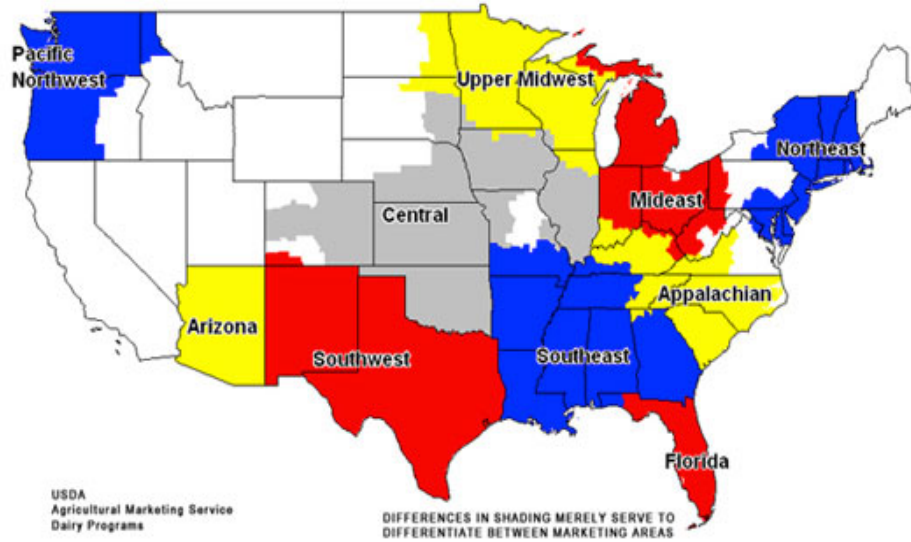 Pacific
Northwest
Upper Midwest
Northeast
Mideast
Central
Appalachian
Arizona
Southwest
Southeast
Florida
USDA
Agricultural Marketing Service
Dairy Programs
DIFFERENCES IN SHADING MERELY SERVE TO
DIFFERENTIATE BETWEEN MARKETING AREAS